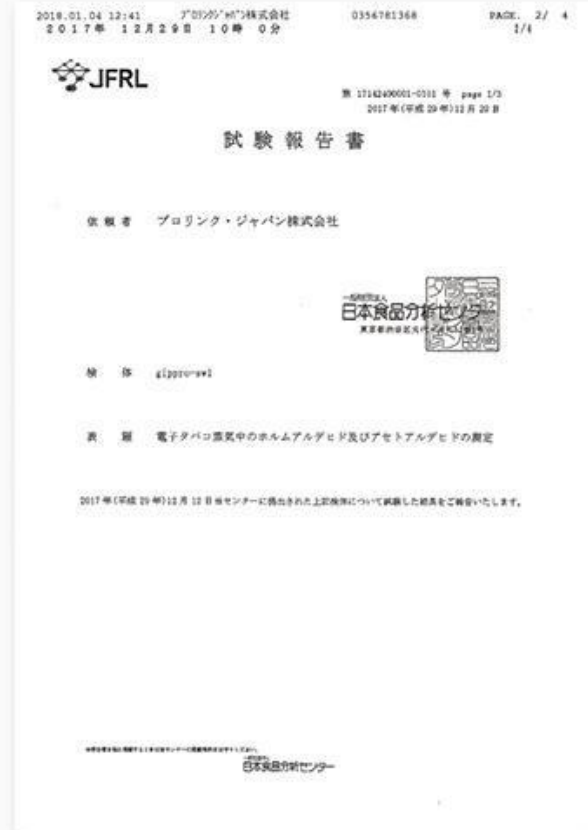 2018.01.04 12:41 ﾌﾟﾛﾘﾝｸｼﾞｬﾊﾟﾝ株式会社 0356781368 PAGE. 2/ 4
2017年 12月29日 10時 0分 1/4
JFRL
第 17142400001-0101 号 page 1/3
2017年(平成29年)12月28日
試験報告書
依頼者 プロリンク・ジャパン株式会社
一般財団法人
日本食品分析センター
検体 gippro-sw1
表題 電子タバコ蒸気中のホルムアルデヒド及びアセトアルデヒドの測定
2017年(平成29年)12月12日当センターに提出された上記検体について試験した結果をご報告いたします。
日本食品分析センター